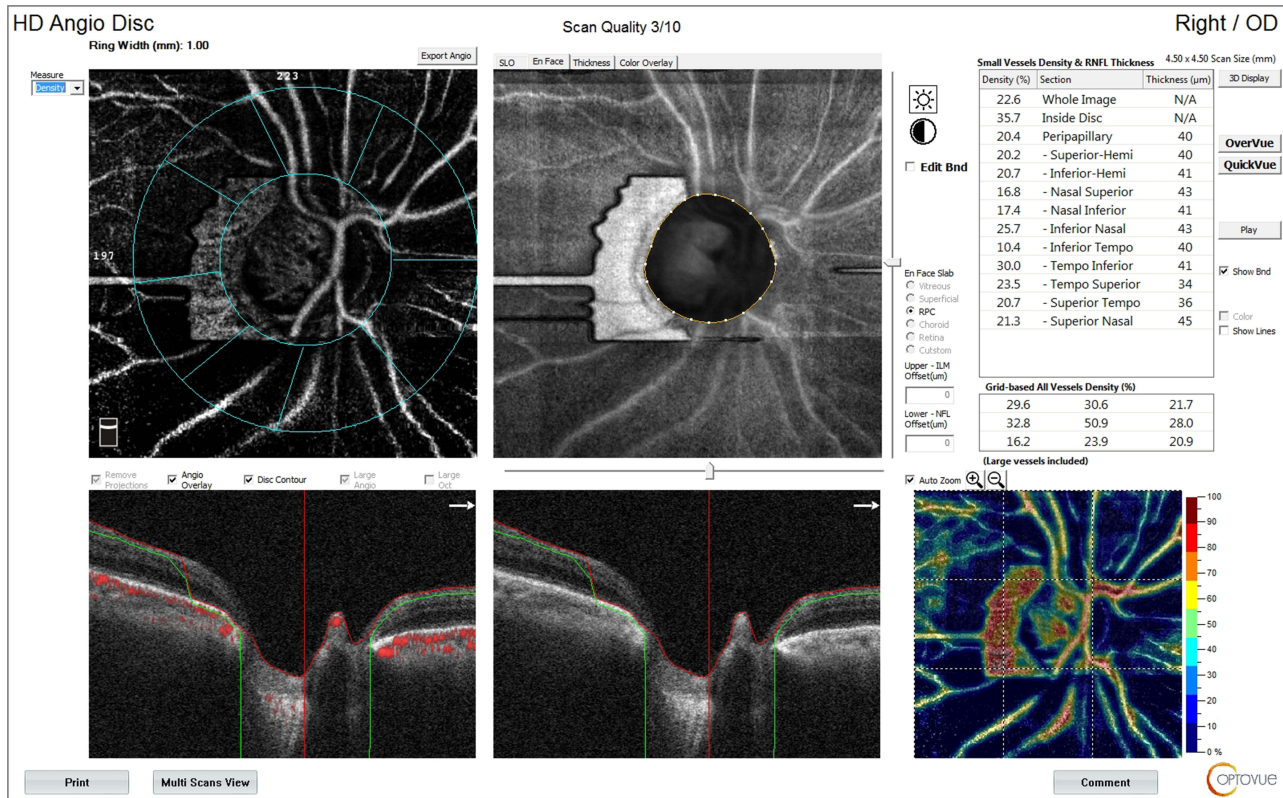 HD Angio Disc
Scan Quality 3/10
Right / OD
Ring Width (mm): 1.00
Export Angio
Measure
Density
223
197
SLO
En Face
Thickness
Color Overlay
Edit Bnd
En Face Slab
Vitreous
Superficial
RPC
Choroid
Retina
Cutstom
Upper - ILM
Offset(um)
0
Lower - NFL
Offset(um)
0
Small Vessels Density & RNFL Thickness
4.50 x 4.50 Scan Size (mm)
Density (%) Section Thickness (µm)
22.6 Whole Image N/A
35.7 Inside Disc N/A
20.4 Peripapillary 40
20.2 - Superior-Hemi 40
20.7 - Inferior-Hemi 41
16.8 - Nasal Superior 43
17.4 - Nasal Inferior 41
25.7 - Inferior Nasal 43
10.4 - Inferior Tempo 40
30.0 - Tempo Inferior 41
23.5 - Tempo Superior 34
20.7 - Superior Tempo 36
21.3 - Superior Nasal 45
3D Display
OverVue
QuickVue
Play
Show Bnd
Color
Show Lines
Grid-based All Vessels Density (%)
29.6 30.6 21.7
32.8 50.9 28.0
16.2 23.9 20.9
(Large vessels included)
Remove
Projections
Angio
Overlay
Disc Contour
Large
Angio
Large
Oct
Auto Zoom
100
90
80
70
60
50
40
30
20
10
0 %
Print
Multi Scans View
Comment
OPTOVUE